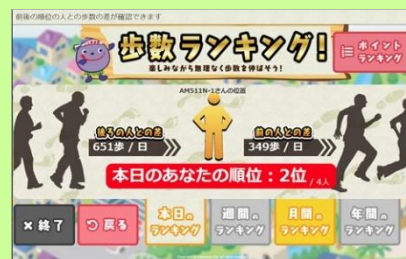 前後の順位の人との歩数の差が確認できます
歩数ランキング!
楽しみながら無理なく歩数を伸ばそう!
ポイント
ランキング
AM511N-1さんの位置
後ろの人との差
651歩 / 日
前の人との差
349歩 / 日
本日のあなたの順位：2位 / 4人
× 終了
戻る
本日の
ランキング
週間の
ランキング
月間の
ランキング
年間の
ランキング